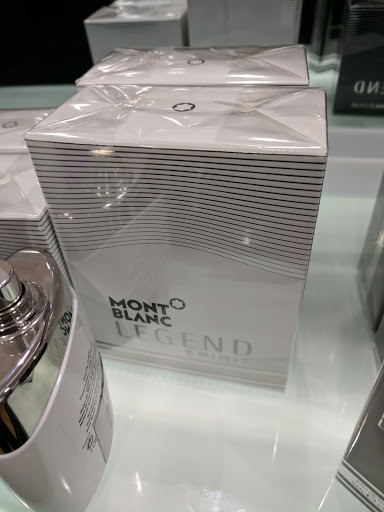 MONT
BLANC
LEGEND
SPIRIT